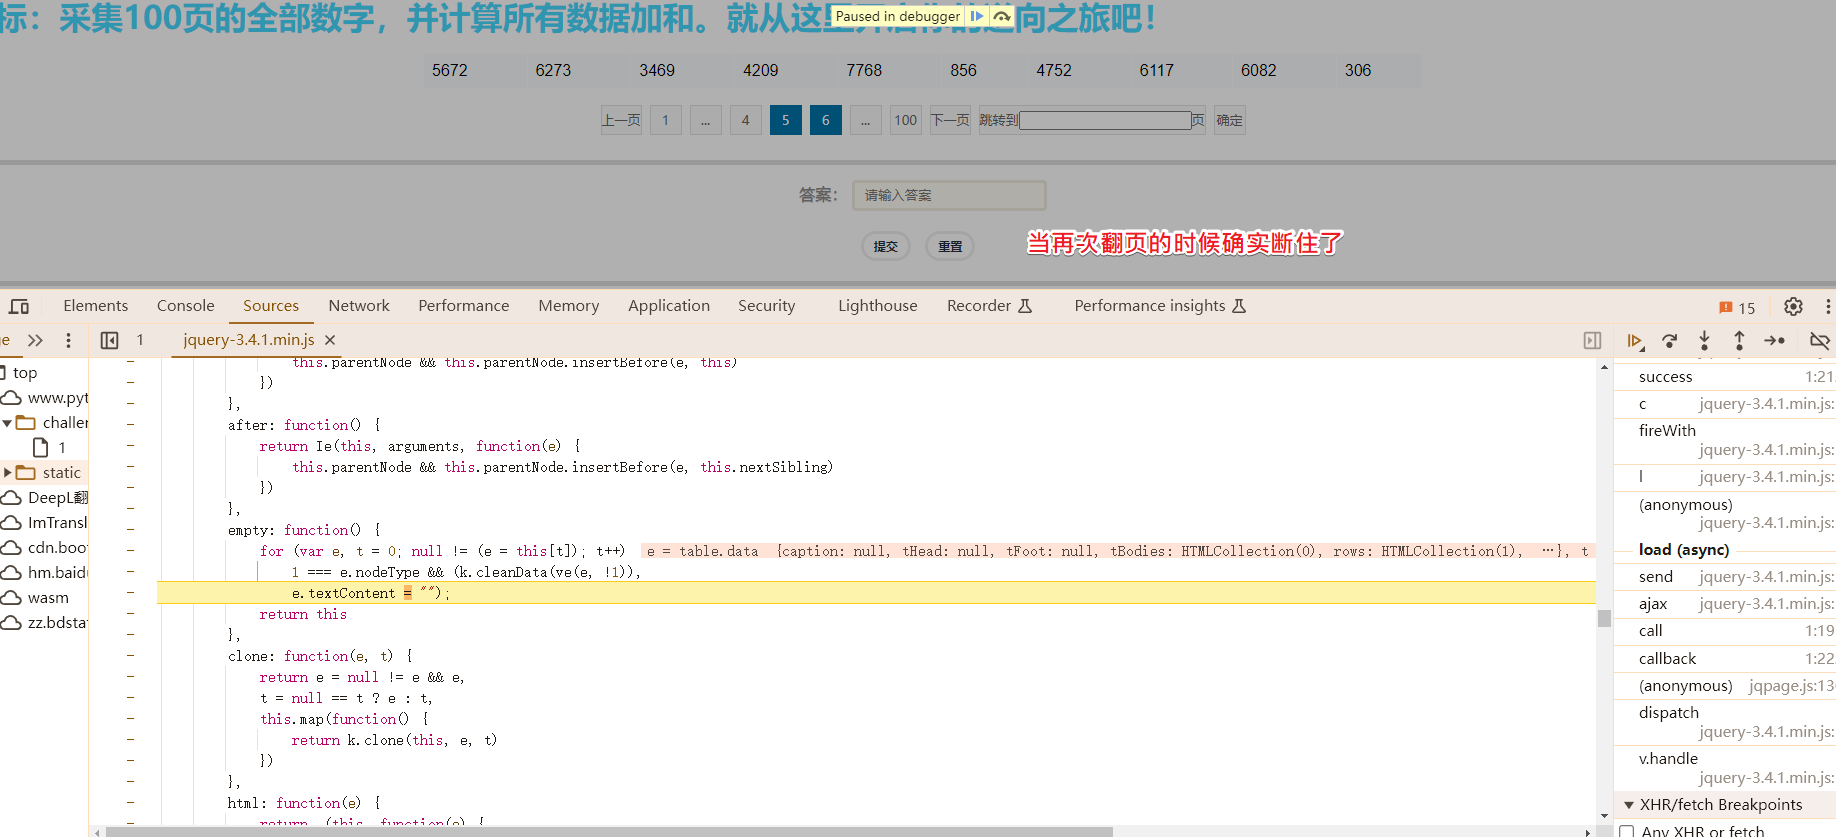 标：采集100页的全部数字，并计算所有数据加和。就从这里开启你的逆向之旅吧！
Paused in debugger
5672 6273 3469 4209 7768 856 4752 6117 6082 306
上一页 1 ... 4 5 6 ... 100 下一页 跳转到 页 确定
答案： 请输入答案
提交 重置
当再次翻页的时候确实断住了
Elements Console Sources Network Performance Memory Application Security Lighthouse Recorder Performance insights 15
e 1 jquery-3.4.1.min.js
top
www.pyt
challer
1
static
DeepL翻
ImTransl
cdn.boo
hm.baid
wasm
zz.bdsta
this.parentNode && this.parentNode.insertBefore(e, this)
})
},
after: function() {
return Ie(this, arguments, function(e) {
this.parentNode && this.parentNode.insertBefore(e, this.nextSibling)
})
},
empty: function() {
for (var e, t = 0; null != (e = this[t]); t++) e = table.data {caption: null, tHead: null, tFoot: null, tBodies: HTMLCollection(0), rows: HTMLCollection(1), …}, t
1 === e.nodeType && (k.cleanData(ve(e, !1)),
e.textContent = "");
return this
},
clone: function(e, t) {
return e = null != e && e,
t = null == t ? e : t,
this.map(function() {
return k.clone(this, e, t)
})
},
html: function(e) {
return _(this, function(e) {
success 1:21
c jquery-3.4.1.min.js:
fireWith
jquery-3.4.1.min.js:
l jquery-3.4.1.min.js:
(anonymous)
jquery-3.4.1.min.js:
load (async)
send jquery-3.4.1.min.js:
ajax jquery-3.4.1.min.js:
call 1:19
callback 1:22
(anonymous) jqpage.js:13
dispatch
jquery-3.4.1.min.js:
v.handle
jquery-3.4.1.min.js:
XHR/fetch Breakpoints
Any XHR or fetch